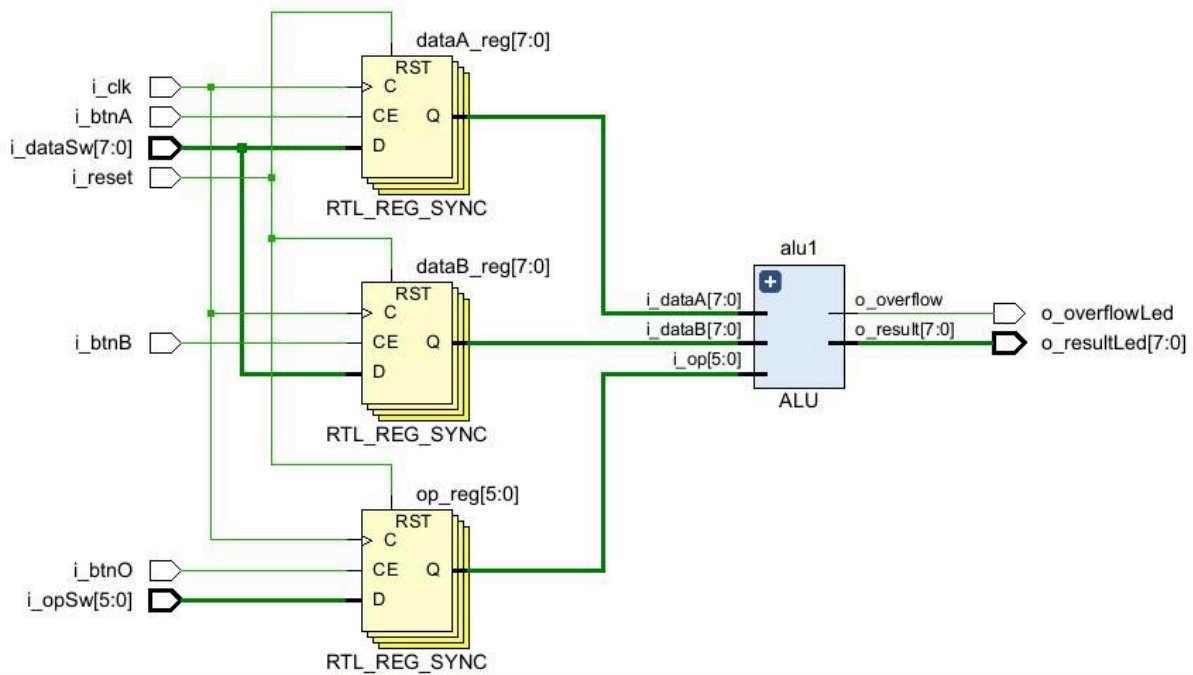 dataA_reg[7:0]
RST
i_clk
C
i_btnA
CE
Q
i_dataSw[7:0]
D
i_reset
RTL_REG_SYNC
dataB_reg[7:0]
RST
C
i_btnB
CE
Q
D
RTL_REG_SYNC
alu1
i_dataA[7:0]
o_overflow
o_overflowLed
i_dataB[7:0]
o_result[7:0]
o_resultLed[7:0]
i_op[5:0]
ALU
op_reg[5:0]
RST
C
i_btnO
CE
Q
i_opSw[5:0]
D
RTL_REG_SYNC